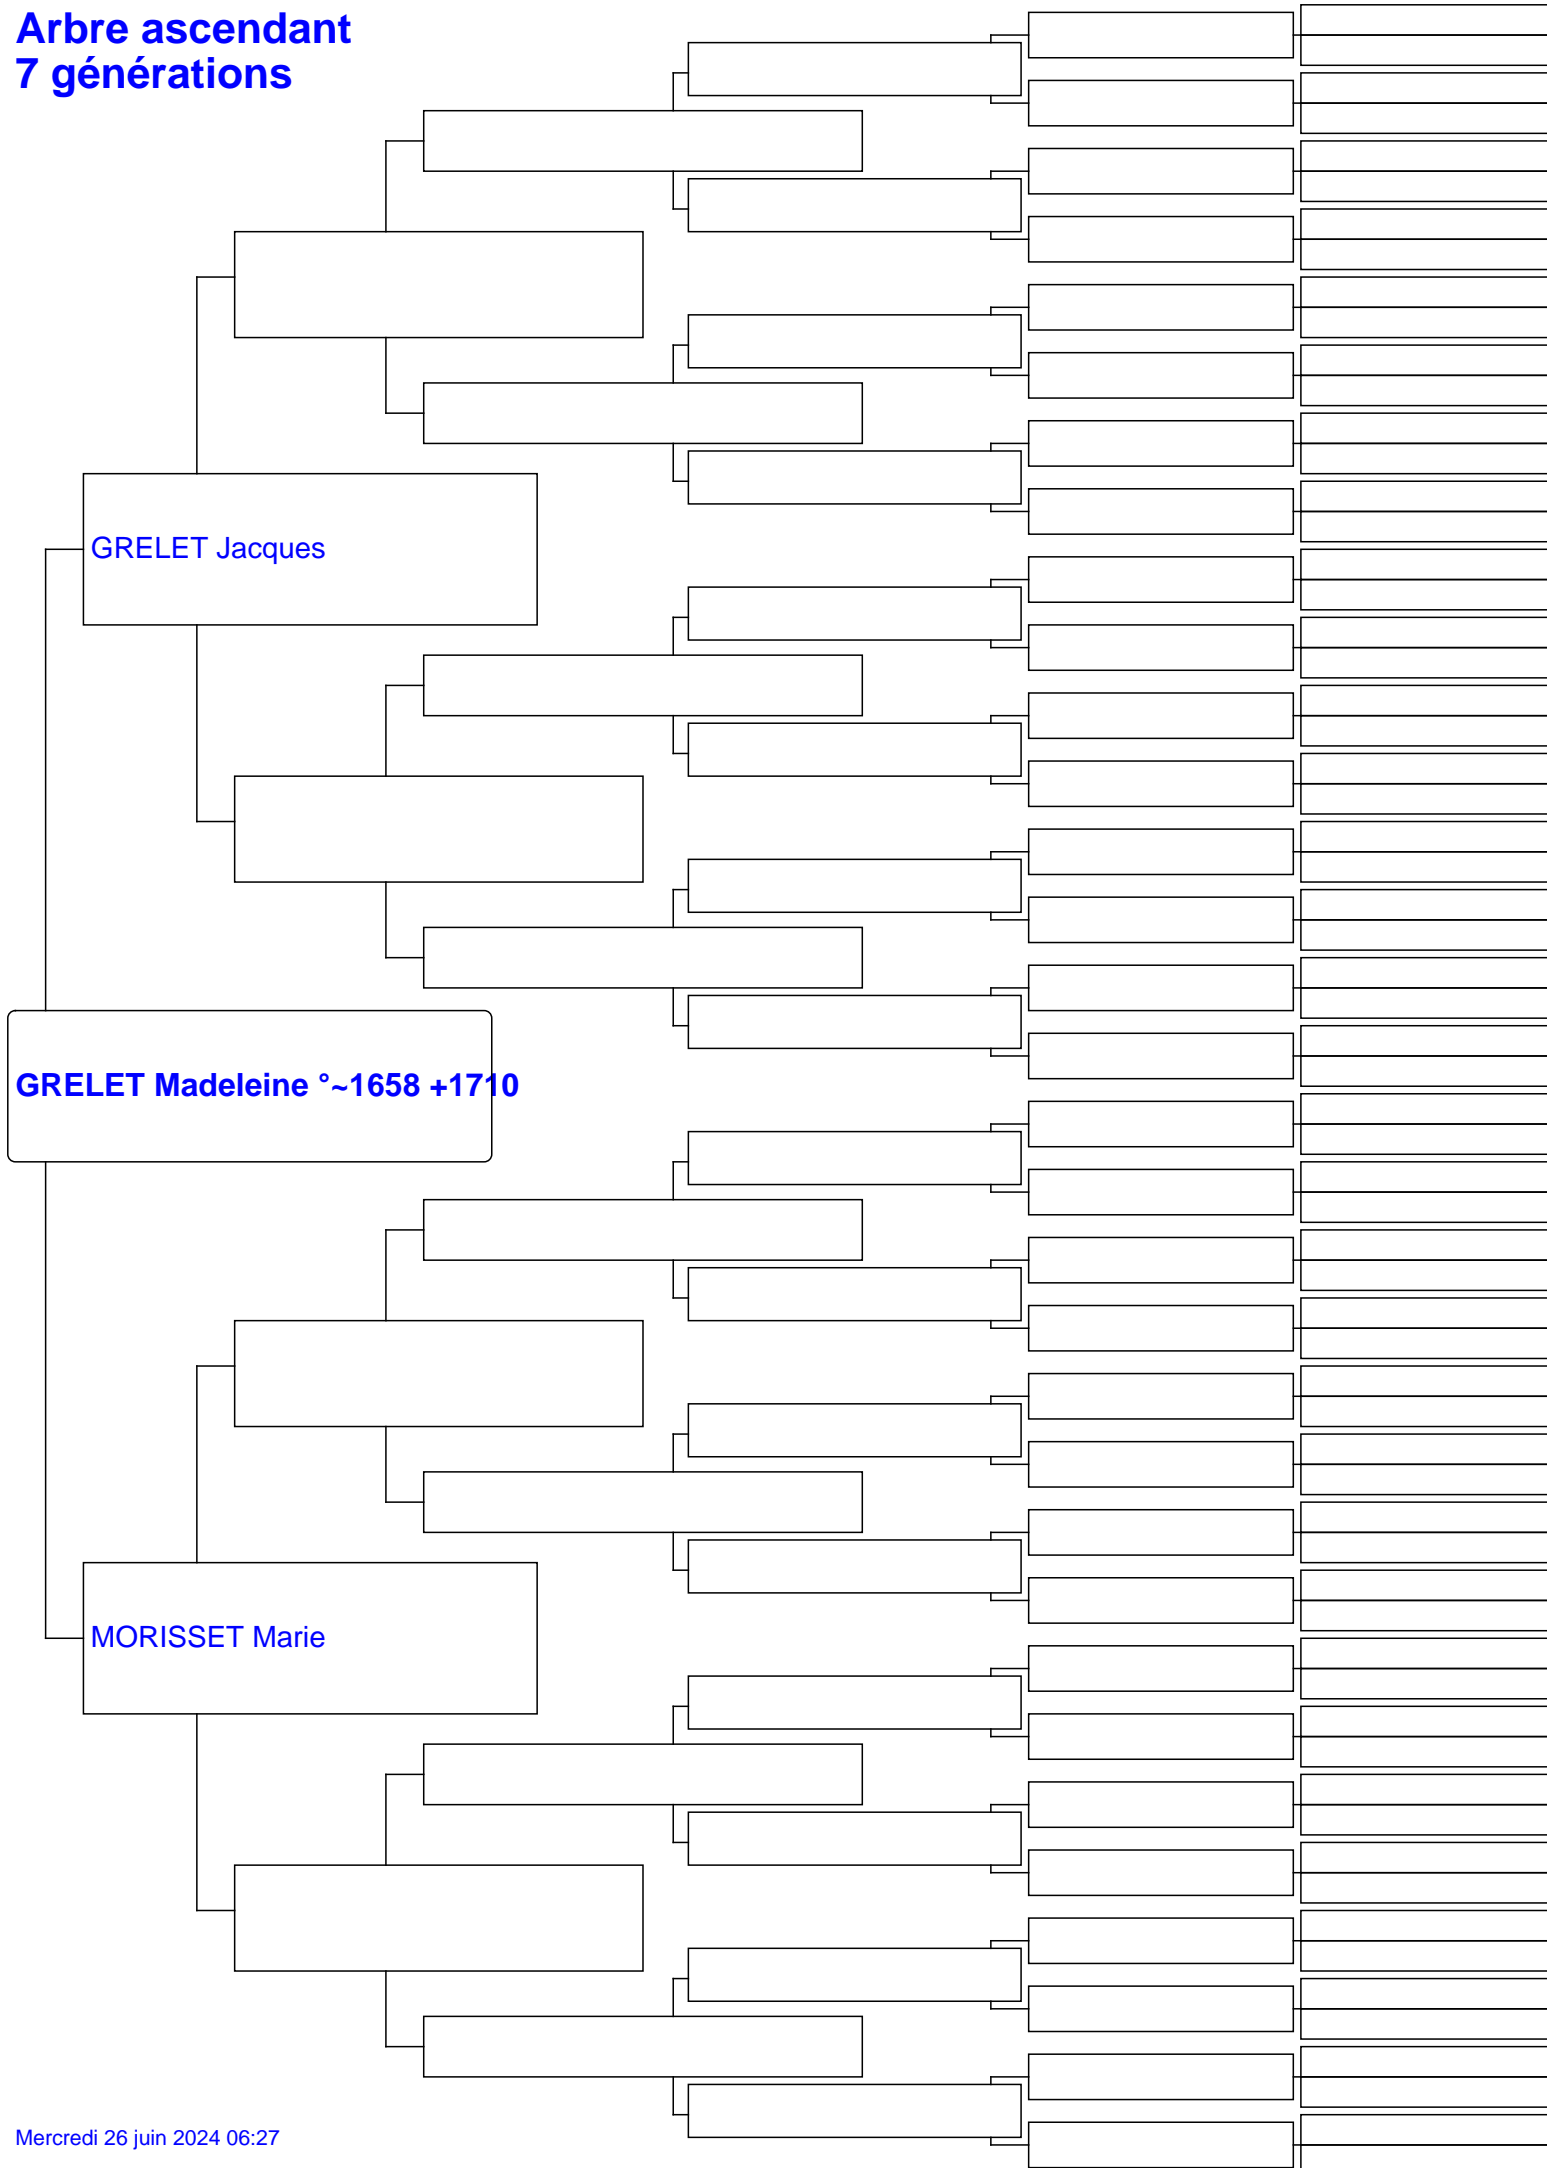 Arbre ascendant
7 générations
GRELET Jacques
GRELET Madeleine °~1658 +1710
MORISSET Marie
Mercredi 26 juin 2024 06:27